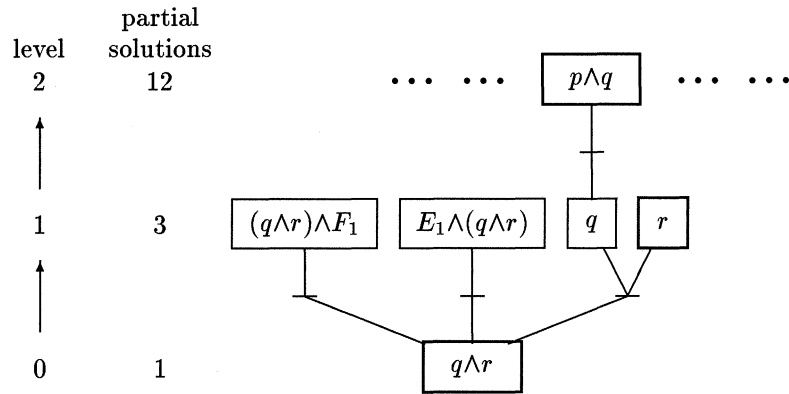 partial
level solutions
2 12 ••• ••• p∧q ••• •••
1 3 (q∧r)∧F₁ E₁∧(q∧r) q r
0 1 q∧r